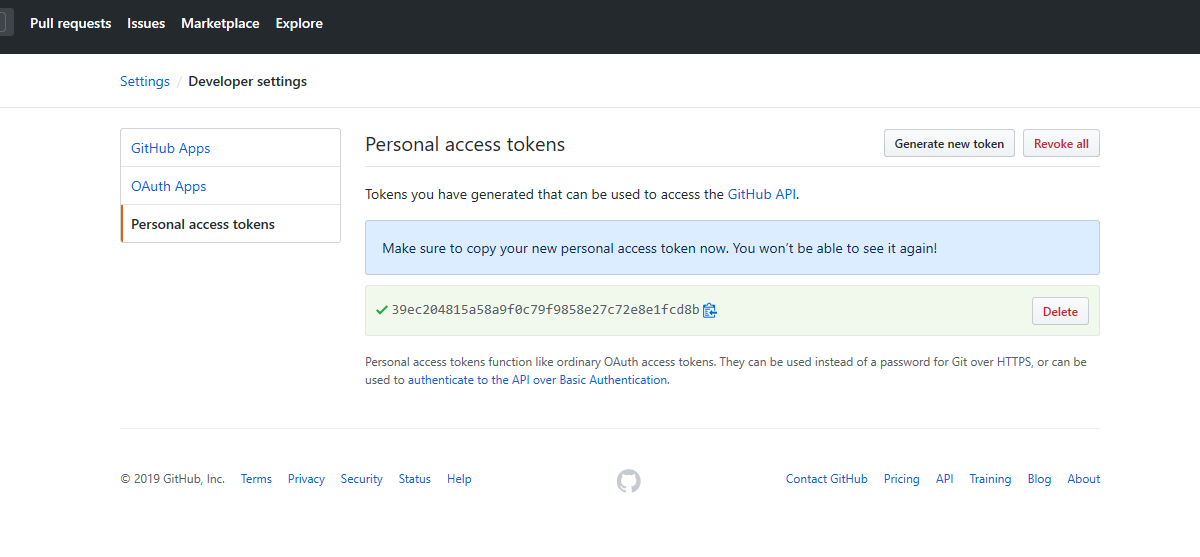 Pull requests Issues Marketplace Explore
Settings / Developer settings
GitHub Apps
OAuth Apps
Personal access tokens
Personal access tokens
Generate new token
Revoke all
Tokens you have generated that can be used to access the GitHub API.
Make sure to copy your new personal access token now. You won't be able to see it again!
39ec204815a58a9f0c79f9858e27c72e8e1fcd8b
Delete
Personal access tokens function like ordinary OAuth access tokens. They can be used instead of a password for Git over HTTPS, or can be
used to authenticate to the API over Basic Authentication.
© 2019 GitHub, Inc. Terms Privacy Security Status Help
Contact GitHub Pricing API Training Blog About